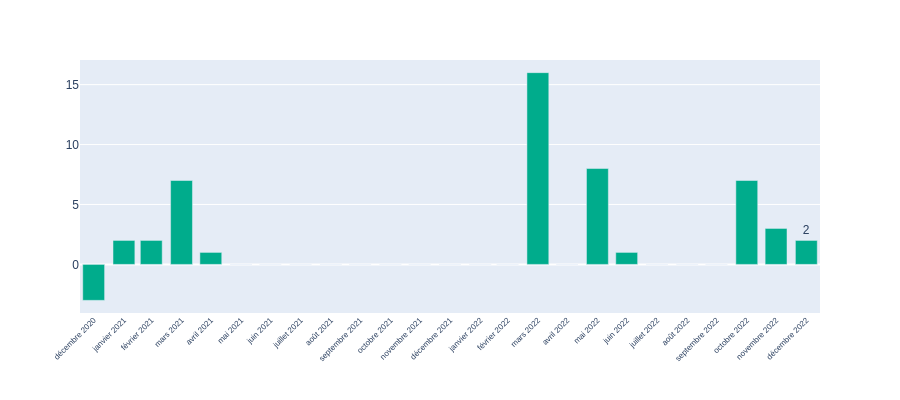 15
10
5
0
2
décembre 2020
janvier 2021
février 2021
mars 2021
avril 2021
mai 2021
juin 2021
juillet 2021
août 2021
septembre 2021
octobre 2021
novembre 2021
décembre 2021
janvier 2022
février 2022
mars 2022
avril 2022
mai 2022
juin 2022
juillet 2022
août 2022
septembre 2022
octobre 2022
novembre 2022
décembre 2022